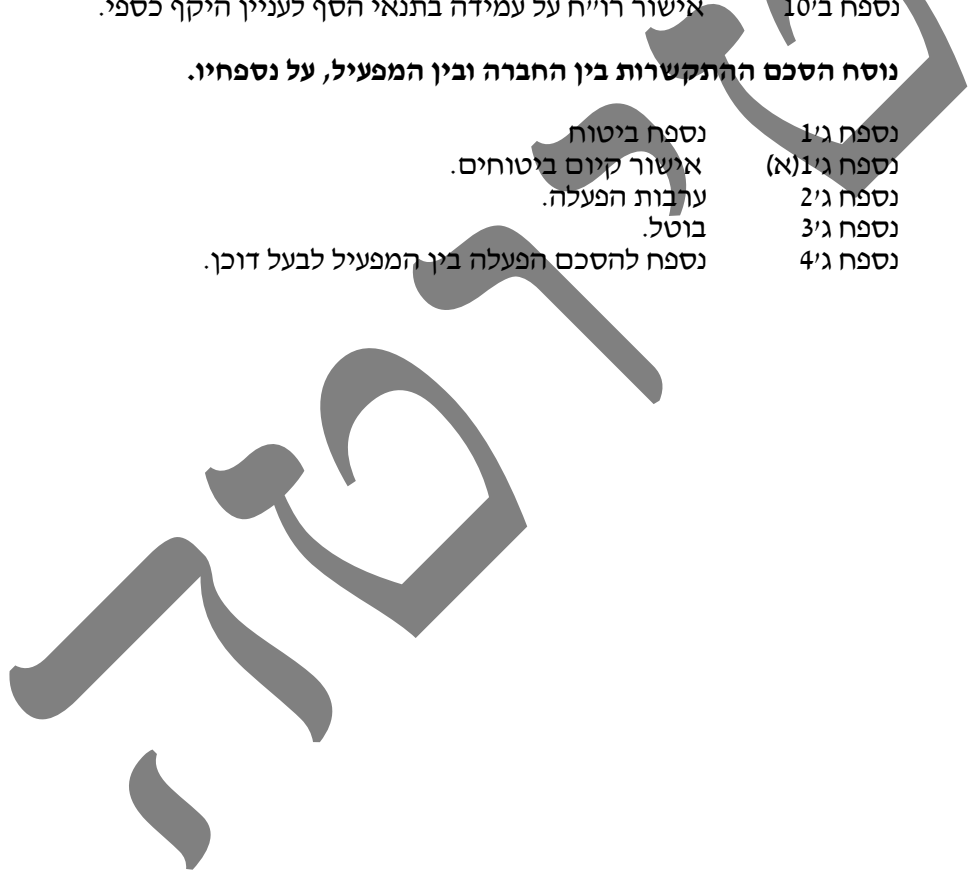 נספח ב'10 אישור רו"ח על עמידה בתנאי הסף לעניין היקף כספי.
נוסח הסכם ההתקשרות בין החברה ובין המפעיל, על נספחיו.
נספח ג'1 נספח ביטוח
נספח ג'1(א) אישור קיום ביטוחים.
נספח ג'2 ערבות הפעלה.
נספח ג'3 בוטל.
נספח ג'4 נספח להסכם הפעלה בין המפעיל לבעל דוכן.